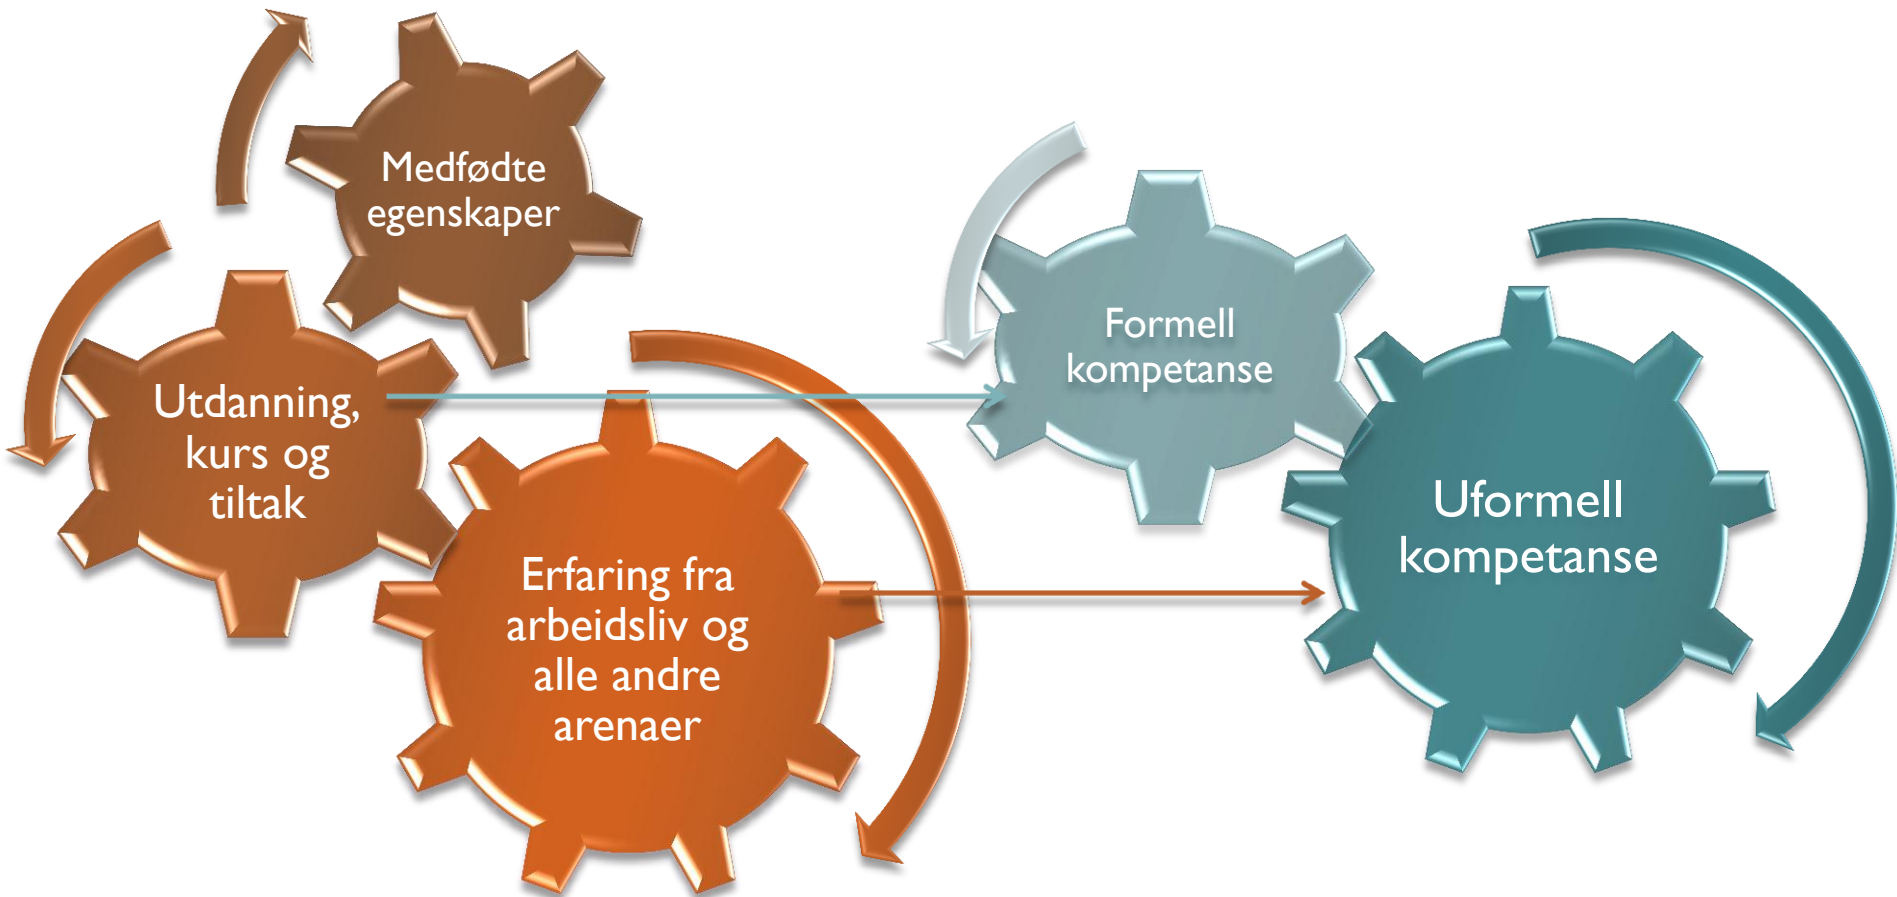 Medfødte
egenskaper
Utdanning,
kurs og
tiltak
Erfaring fra
arbeidsliv og
alle andre
arenaer
Formell
kompetanse
Uformell
kompetanse